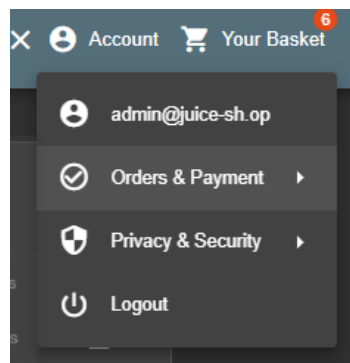 6
Account Your Basket
admin@juice-sh.op
Orders & Payment
Privacy & Security
Logout
s
s